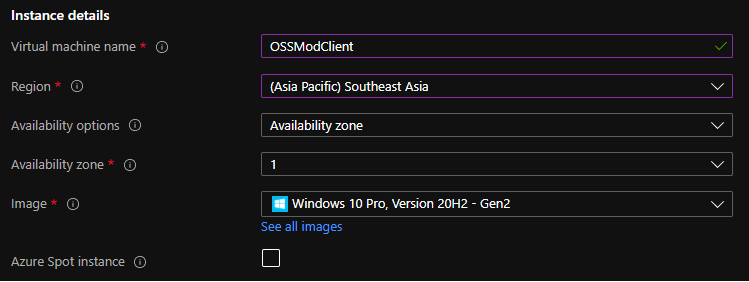 Instance details
Virtual machine name * OSSModClient
Region * (Asia Pacific) Southeast Asia
Availability options Availability zone
Availability zone * 1
Image * Windows 10 Pro, Version 20H2 - Gen2
See all images
Azure Spot instance